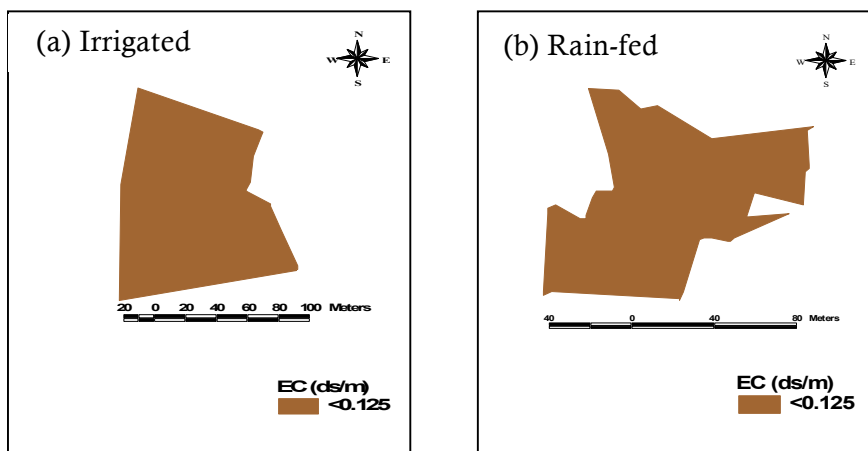 (a) Irrigated
N
W E
S
20 0 20 40 60 80 100 Meters
EC (ds/m)
<0.125
(b) Rain-fed
N
W E
S
40 0 40 80 Meters
EC (ds/m)
<0.125